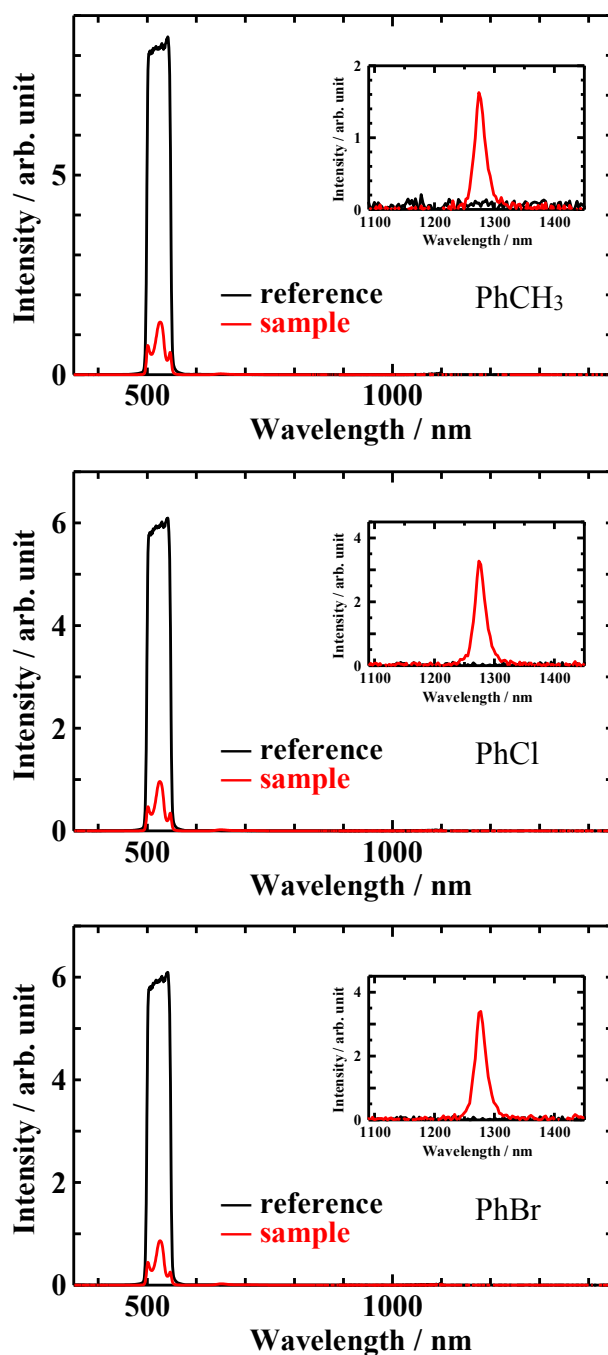 Intensity / arb. unit
5
0
500
1000
Wavelength / nm
reference
sample
PhCH3
Intensity / arb. unit
2
1
0
1100
1200
1300
1400
Wavelength / nm
Intensity / arb. unit
6
4
2
0
500
1000
Wavelength / nm
reference
sample
PhCl
Intensity / arb. unit
4
2
0
1100
1200
1300
1400
Wavelength / nm
Intensity / arb. unit
6
4
2
0
500
1000
Wavelength / nm
reference
sample
PhBr
Intensity / arb. unit
4
2
0
1100
1200
1300
1400
Wavelength / nm